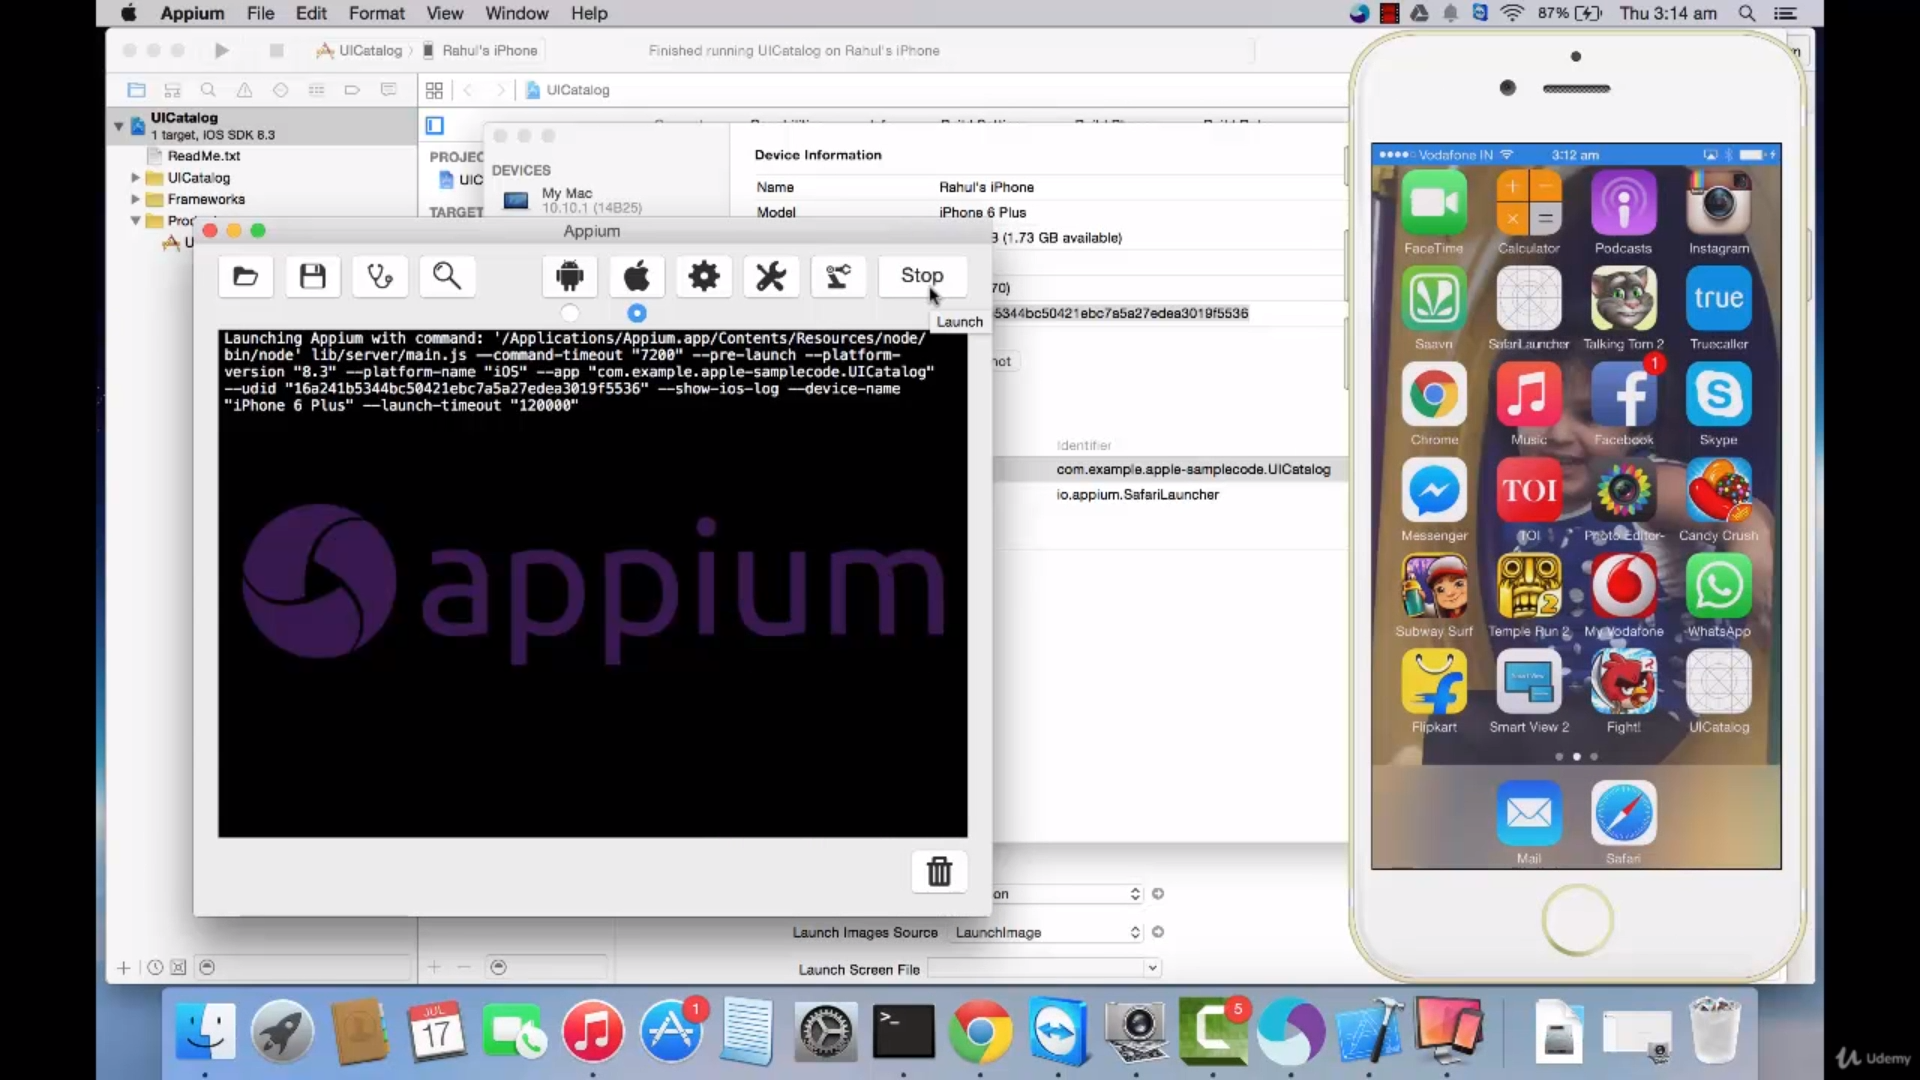 Appium File Edit Format View Window Help 87% Thu 3:14 am
UICatalog Rahul's iPhone Finished running UICatalog on Rahul's iPhone
UICatalog
UICatalog
1 target, iOS SDK 8.3
ReadMe.txt
UICatalog
Frameworks
DEVICES
My Mac
10.10.1 (14B25)
Device Information
Name Rahul's iPhone
Model iPhone 6 Plus
(1.73 GB available)
70)
5344bc50421ebc7a5a27edea3019f5536
Identifier
com.example.apple-samplecode.UICatalog
io.appium.SafariLauncher
Appium
Stop
Launch
Launching Appium with command: '/Applications/Appium.app/Contents/Resources/node/
bin/node' lib/server/main.js --command-timeout "7200" --pre-launch --platform-
version "8.3" --platform-name "iOS" --app "com.example.apple-samplecode.UICatalog"
--udid "16a241b5344bc50421ebc7a5a27edea3019f5536" --show-ios-log --device-name
"iPhone 6 Plus" --launch-timeout "120000"
appium
on
Launch Images Source LaunchImage
Launch Screen File
Vodafone IN 3:12 am
FaceTime Calculator Podcasts Instagram
true
Saavn SafariLauncher Talking Tom 2 Truecaller
1
Chrome Music Facebook Skype
TOI
Messenger TOI Photo Editor- Candy Crush
Subway Surf Temple Run 2 My Vodafone WhatsApp
Flipkart Smart View 2 Fight! UICatalog
Mail Safari
JUL
17
1
5
Udemy